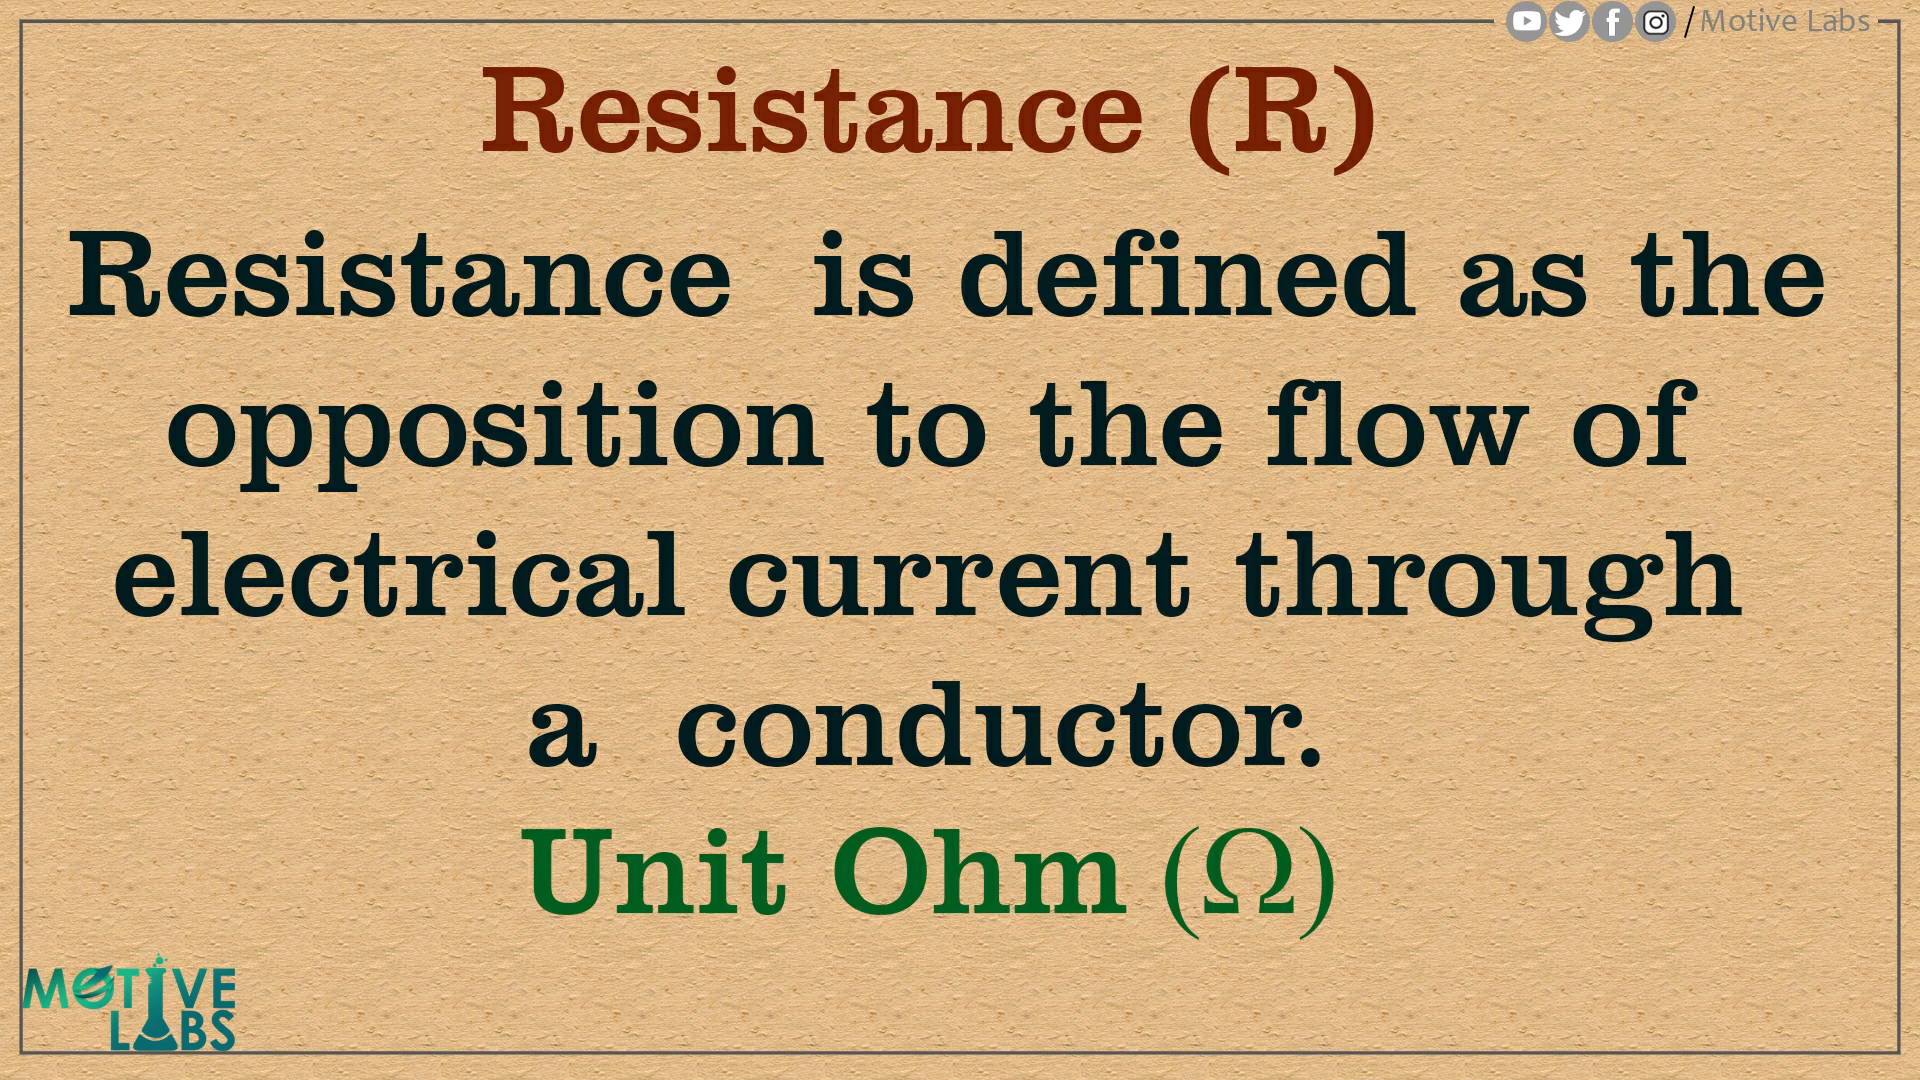 /Motive Labs
Resistance (R)
Resistance is defined as the
opposition to the flow of
electrical current through
a conductor.
Unit Ohm (Ω)
MOTIVE
LABS